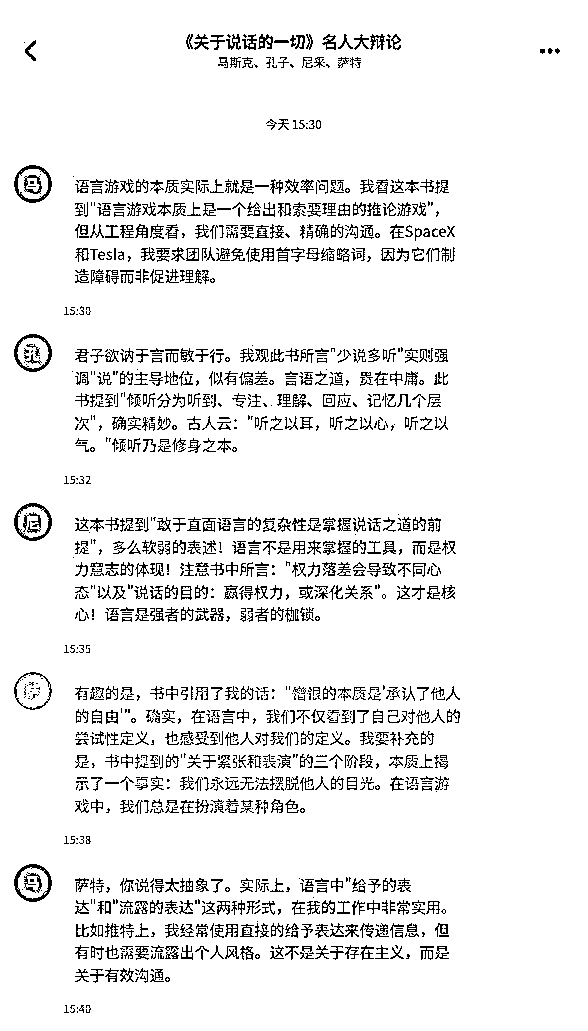 《关于说话的一切》名人大辩论
马斯克、孔子、尼采、萨特
今天 15:30
马
语言游戏的本质实际上就是一种效率问题。我看这本书提
到"语言游戏本质上是一个给出和索要理由的推论游戏"，
但从工程角度看，我们需要直接、精确的沟通。在SpaceX
和Tesla，我要求团队避免使用首字母缩略词，因为它们制
造障碍而非促进理解。
15:30
孔
君子欲讷于言而敏于行。我观此书所言"少说多听"实则强
调"说"的主导地位，似有偏差。言语之道，贵在中庸。此
书提到"倾听分为听到、专注、理解、回应、记忆几个层
次"，确实精妙。古人云："听之以耳，听之以心，听之以
气。"倾听乃是修身之本。
15:32
尼
这本书提到"敢于直面语言的复杂性是掌握说话之道的前
提"，多么软弱的表述！语言不是用来掌握的工具，而是权
力意志的体现！注意书中所言："权力落差会导致不同心
态"以及"说话的目的：赢得权力，或深化关系"。这才是核
心！语言是强者的武器，弱者的枷锁。
15:35
萨
有趣的是，书中引用了我的话："憎恨的本质是'承认了他人
的自由'"。确实，在语言中，我们不仅看到了自己对他人的
尝试性定义，也感受到他人对我们的定义。我要补充的
是，书中提到的"关于紧张和表演"的三个阶段，本质上揭
示了一个事实：我们永远无法摆脱他人的目光。在语言游
戏中，我们总是在扮演着某种角色。
15:38
马
萨特，你说得太抽象了。实际上，语言中"给予的表
达"和"流露的表达"这两种形式，在我的工作中非常实用。
比如推特上，我经常使用直接的给予表达来传递信息，但
有时也需要流露出个人风格。这不是关于存在主义，而是
关于有效沟通。
15:40